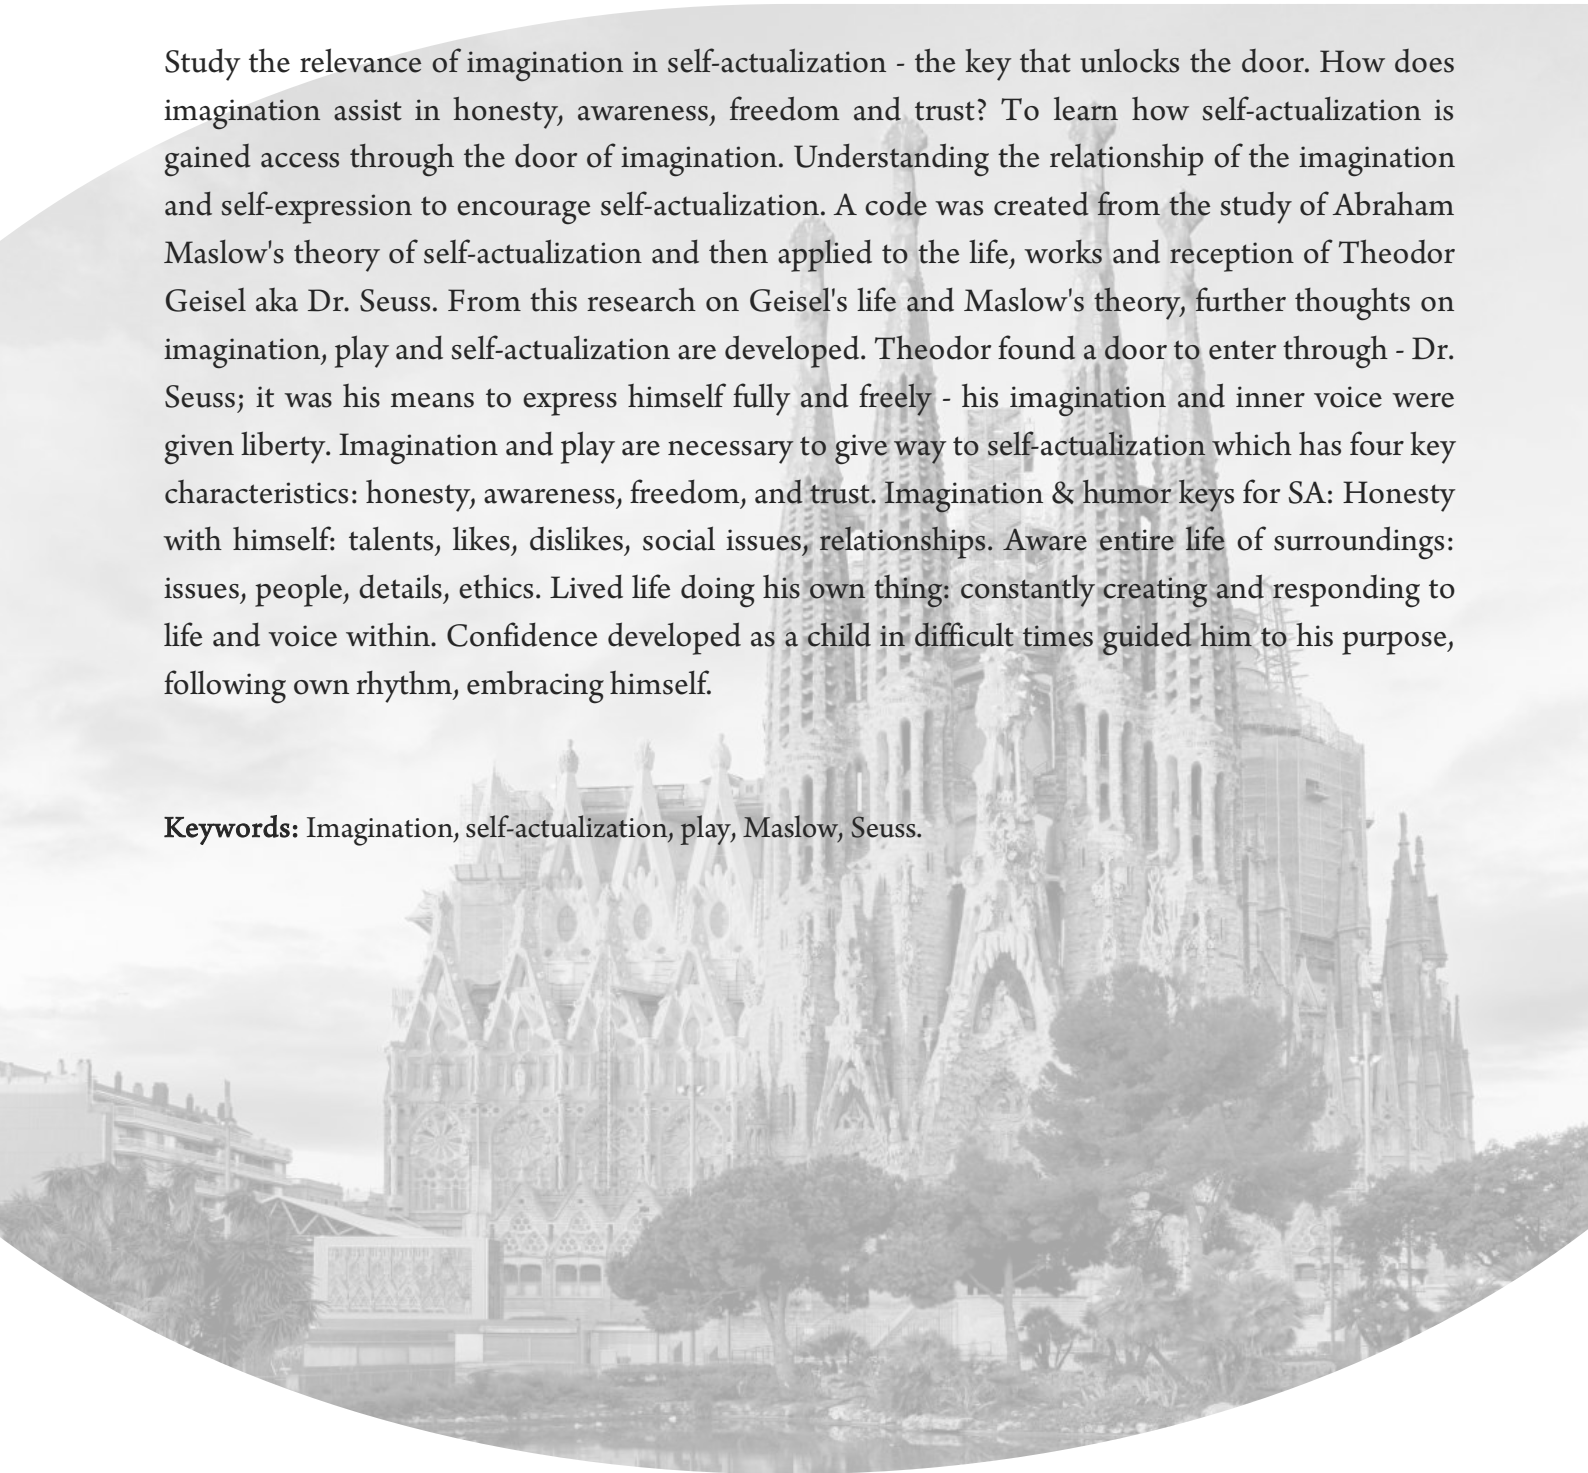 Study the relevance of imagination in self-actualization - the key that unlocks the door. How does
imagination assist in honesty, awareness, freedom and trust? To learn how self-actualization is
gained access through the door of imagination. Understanding the relationship of the imagination
and self-expression to encourage self-actualization. A code was created from the study of Abraham
Maslow's theory of self-actualization and then applied to the life, works and reception of Theodor
Geisel aka Dr. Seuss. From this research on Geisel's life and Maslow's theory, further thoughts on
imagination, play and self-actualization are developed. Theodor found a door to enter through - Dr.
Seuss; it was his means to express himself fully and freely - his imagination and inner voice were
given liberty. Imagination and play are necessary to give way to self-actualization which has four key
characteristics: honesty, awareness, freedom, and trust. Imagination & humor keys for SA: Honesty
with himself: talents, likes, dislikes, social issues, relationships. Aware entire life of surroundings:
issues, people, details, ethics. Lived life doing his own thing: constantly creating and responding to
life and voice within. Confidence developed as a child in difficult times guided him to his purpose,
following own rhythm, embracing himself.
Keywords: Imagination, self-actualization, play, Maslow, Seuss.